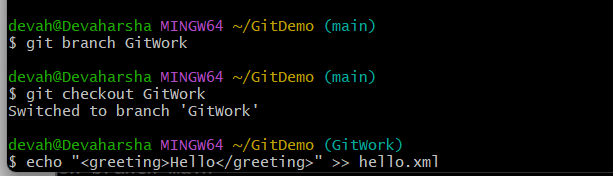 devah@Devaharsha MINGW64 ~/GitDemo (main)
$ git branch GitWork
devah@Devaharsha MINGW64 ~/GitDemo (main)
$ git checkout GitWork
Switched to branch 'GitWork'
devah@Devaharsha MINGW64 ~/GitDemo (GitWork)
$ echo "<greeting>Hello</greeting>" >> hello.xml